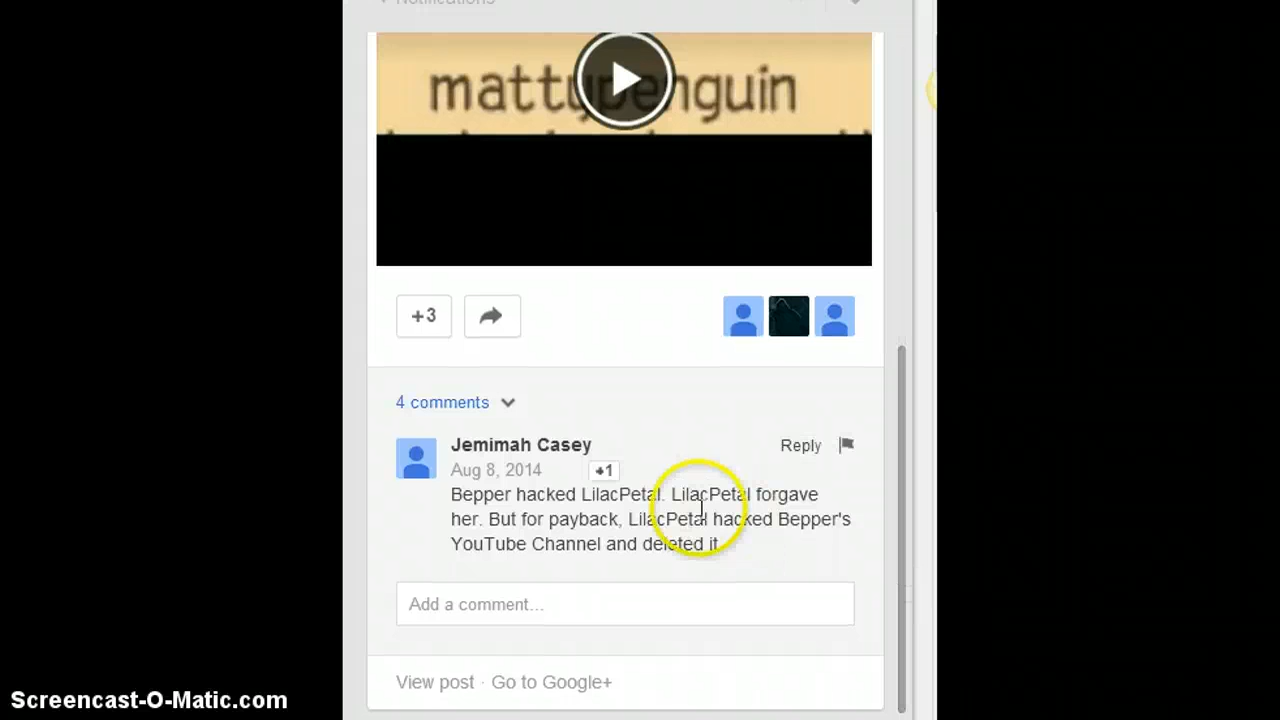 Notifications
mattypenguin
+3
4 comments
Jemimah Casey
Reply
Aug 8, 2014
+1
Bepper hacked LilacPetal. LilacPetal forgave
her. But for payback, LilacPetal hacked Bepper's
YouTube Channel and deleted it.
Add a comment...
View post · Go to Google+
Screencast-O-Matic.com